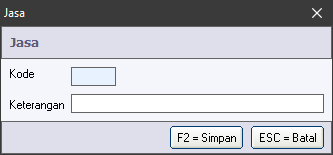 Jasa
Jasa
Kode
Keterangan
F2 = Simpan ESC = Batal